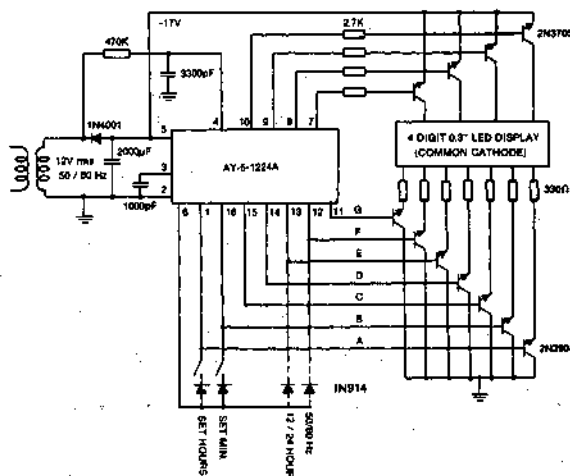 -17V
2.7K
2N3705
470K
3300pF
10 9 8 7
4
1N4001
5
2000µF
12V rms
50 / 60 Hz
3
AY-5-1224A
4 DIGIT 0.3" LED DISPLAY
(COMMON CATHODE)
2
1000pF
330Ω
6 1 16 15 14 13 12 11
G
F
E
D
C
B
A
IN914
SET HOURS
SET MIN.
12 / 24 HOUR
50/60 Hz